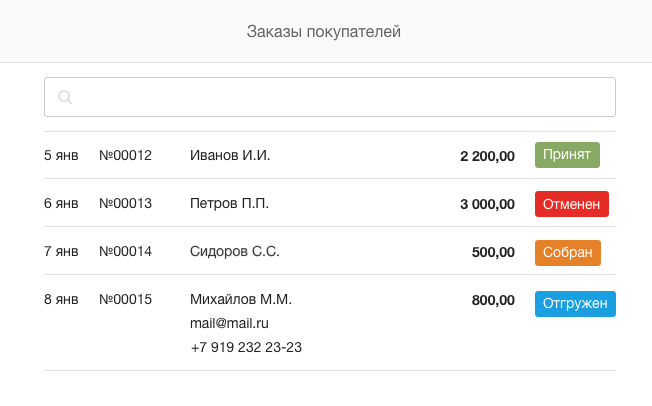 Заказы покупателей
5 янв №00012 Иванов И.И. 2 200,00 Принят
6 янв №00013 Петров П.П. 3 000,00 Отменен
7 янв №00014 Сидоров С.С. 500,00 Собран
8 янв №00015 Михайлов М.М. 800,00 Отгружен
mail@mail.ru
+7 919 232 23-23